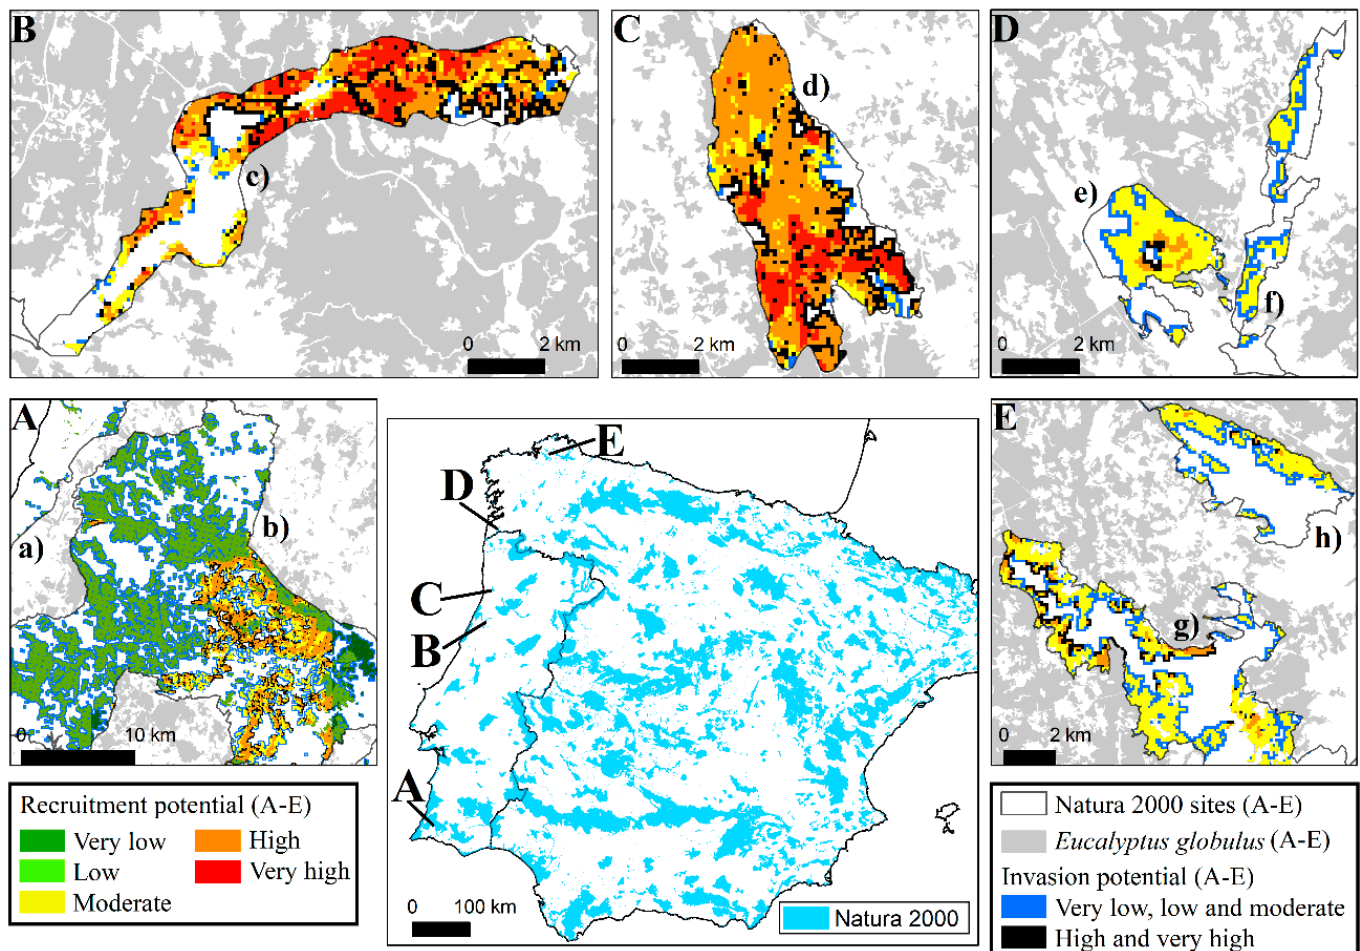 B
c)
0 2 km
C
d)
0 2 km
D
e)
f)
0 2 km
A
a)
b)
0 10 km
E
D
C
B
A
0 100 km
Natura 2000
E
h)
g)
0 2 km
Recruitment potential (A-E)
Very low
High
Low
Very high
Moderate
Natura 2000 sites (A-E)
Eucalyptus globulus (A-E)
Invasion potential (A-E)
Very low, low and moderate
High and very high